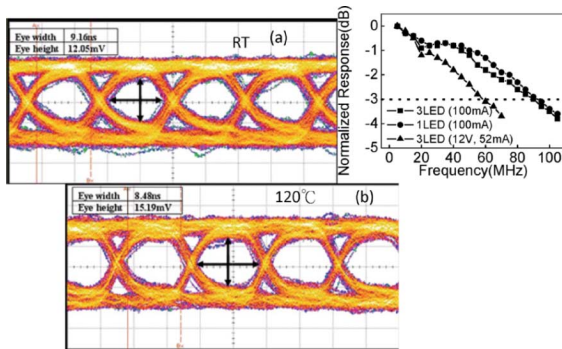 Eye width 9.16ns
Eye height 12.05mV
RT (a)
Normalized Response(dB)
1
0
-1
-2
-3
-4
-5
3LED (100mA)
1LED (100mA)
3LED (12V, 52mA)
0 20 40 60 80 100
Frequency(MHz)
Eye width 8.48ns
Eye height 15.19mV
120℃ (b)